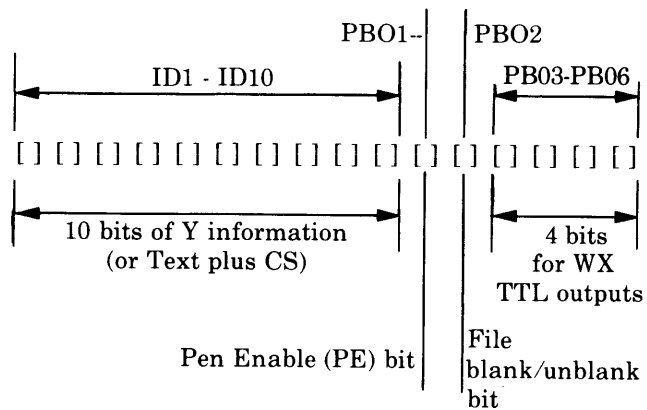 PBO1-- PBO2
ID1 - ID10 PB03-PB06
[ ] [ ] [ ] [ ] [ ] [ ] [ ] [ ] [ ] [ ] [ ] [ ] [ ] [ ] [ ] [ ]
10 bits of Y information
(or Text plus CS)
4 bits
for WX
TTL outputs
Pen Enable (PE) bit
File
blank/unblank
bit